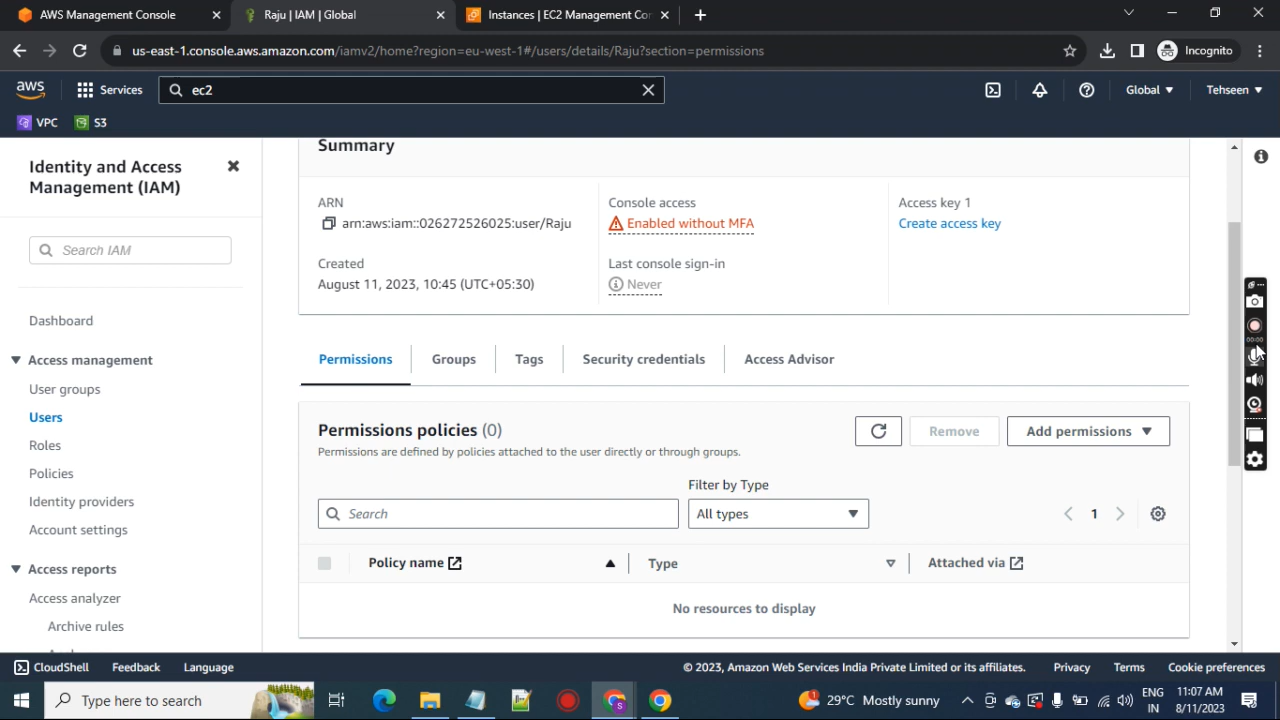 AWS Management Console
Raju | IAM | Global
Instances | EC2 Management Con
us-east-1.console.aws.amazon.com/iamv2/home?region=eu-west-1#/users/details/Raju?section=permissions
Incognito
aws
Services
ec2
Global
Tehseen
VPC
S3
Identity and Access
Management (IAM)
Search IAM
Dashboard
Access management
User groups
Users
Roles
Policies
Identity providers
Account settings
Access reports
Access analyzer
Archive rules
Summary
ARN
arn:aws:iam::026272526025:user/Raju
Console access
Enabled without MFA
Access key 1
Create access key
Created
August 11, 2023, 10:45 (UTC+05:30)
Last console sign-in
Never
Permissions
Groups
Tags
Security credentials
Access Advisor
Permissions policies (0)
Permissions are defined by policies attached to the user directly or through groups.
Remove
Add permissions
Filter by Type
Search
All types
1
Policy name
Type
Attached via
No resources to display
00:00
CloudShell
Feedback
Language
© 2023, Amazon Web Services India Private Limited or its affiliates.
Privacy
Terms
Cookie preferences
Type here to search
1
29°C Mostly sunny
ENG
IN
11:07 AM
8/11/2023